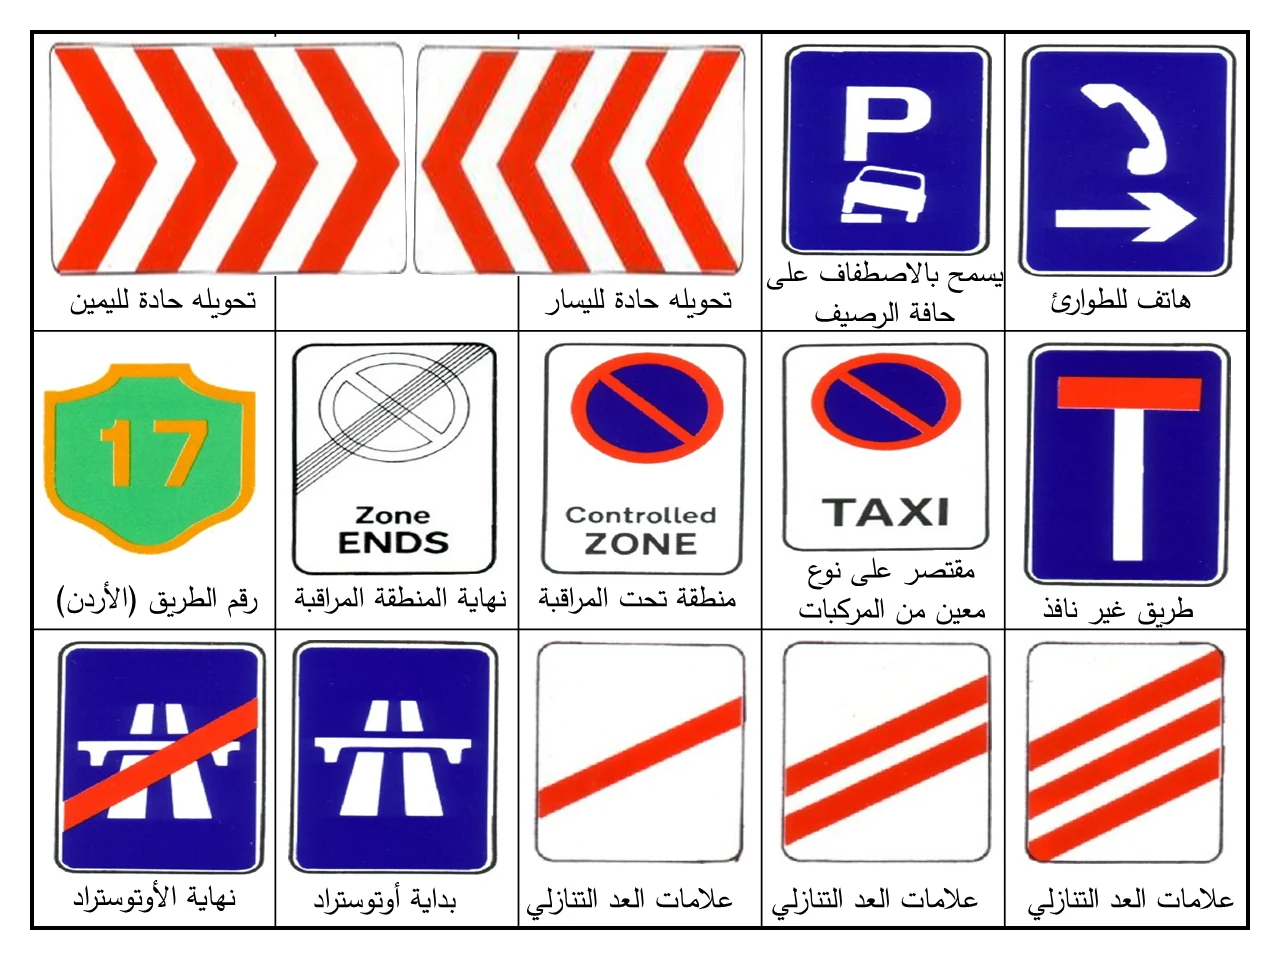 P
هاتف للطوارئ
يسمح بالاصطفاف على
حافة الرصيف
تحويله حادة لليسار
تحويله حادة لليمين
طريق غير نافذ
TAXI
مقتصر على نوع
معين من المركبات
Controlled
ZONE
منطقة تحت المراقبة
Zone
ENDS
نهاية المنطقة المراقبة
17
رقم الطريق (الأردن)
علامات العد التنازلي
علامات العد التنازلي
علامات العد التنازلي
بداية أوتوستراد
نهاية الأوتوستراد